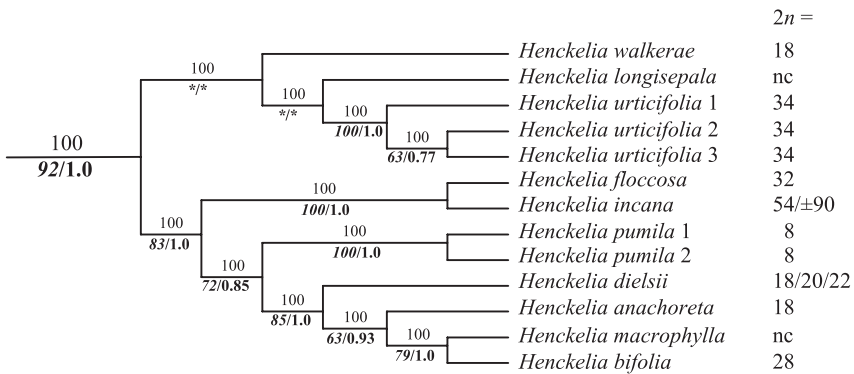 2n =
Henckelia walkerae 18
100
*/*
Henckelia longisepala nc
100
*/*
Henckelia urticifolia 1 34
100
100/1.0
Henckelia urticifolia 2 34
100
63/0.77
Henckelia urticifolia 3 34
100
92/1.0
Henckelia floccosa 32
100
100/1.0
Henckelia incana 54/±90
100
83/1.0
Henckelia pumila 1 8
100
100/1.0
Henckelia pumila 2 8
100
72/0.85
Henckelia dielsii 18/20/22
100
85/1.0
Henckelia anachoreta 18
100
63/0.93
Henckelia macrophylla nc
100
79/1.0
Henckelia bifolia 28